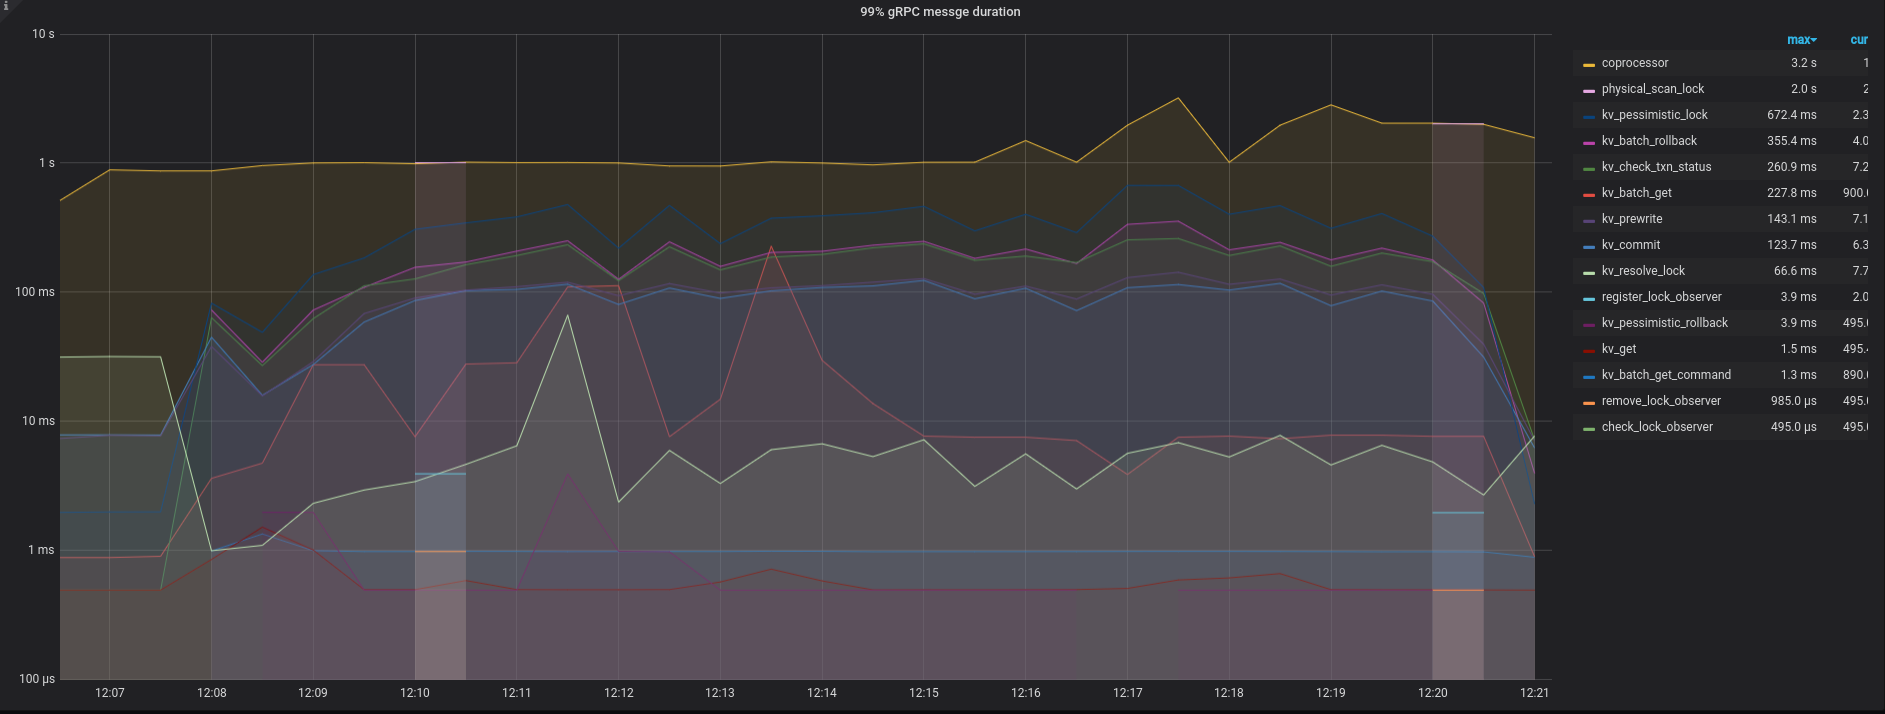 i
99% gRPC messge duration
10 s
1 s
100 ms
10 ms
1 ms
100 µs
12:07 12:08 12:09 12:10 12:11 12:12 12:13 12:14 12:15 12:16 12:17 12:18 12:19 12:20 12:21
max cur
coprocessor 3.2 s 1
physical_scan_lock 2.0 s 2
kv_pessimistic_lock 672.4 ms 2.3
kv_batch_rollback 355.4 ms 4.0
kv_check_txn_status 260.9 ms 7.2
kv_batch_get 227.8 ms 900.
kv_prewrite 143.1 ms 7.1
kv_commit 123.7 ms 6.3
kv_resolve_lock 66.6 ms 7.7
register_lock_observer 3.9 ms 2.0
kv_pessimistic_rollback 3.9 ms 495.
kv_get 1.5 ms 495.
kv_batch_get_command 1.3 ms 890.
remove_lock_observer 985.0 µs 495.
check_lock_observer 495.0 µs 495.